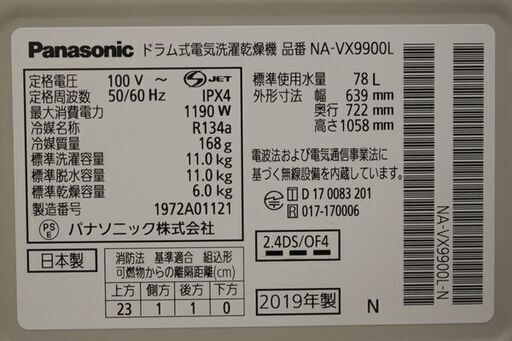 Panasonic ドラム式電気洗濯乾燥機 品番 NA-VX9900L
定格電圧 100 V ～ S JET
定格周波数 50/60 Hz IPX4
最大消費電力 1190 W
冷媒名称 R134a
冷媒質量 168 g
標準洗濯容量 11.0 kg
標準脱水容量 11.0 kg
標準乾燥容量 6.0 kg
製造番号 1972A01121
PS E パナソニック株式会社
日本製
消防法 基準適合 組込形
可燃物からの離隔距離(cm)
上方 側方 後方 下方
23 1 1 0
標準使用水量 78 L
外形寸法 幅 639 mm
奥行 722 mm
高さ 1058 mm
電波法および電気通信事業法に
基づく無線設備を内蔵しています。
T D 17 0083 201
R 017-170006
2.4DS/OF4
2019年製 N
NA-VX9900L-N